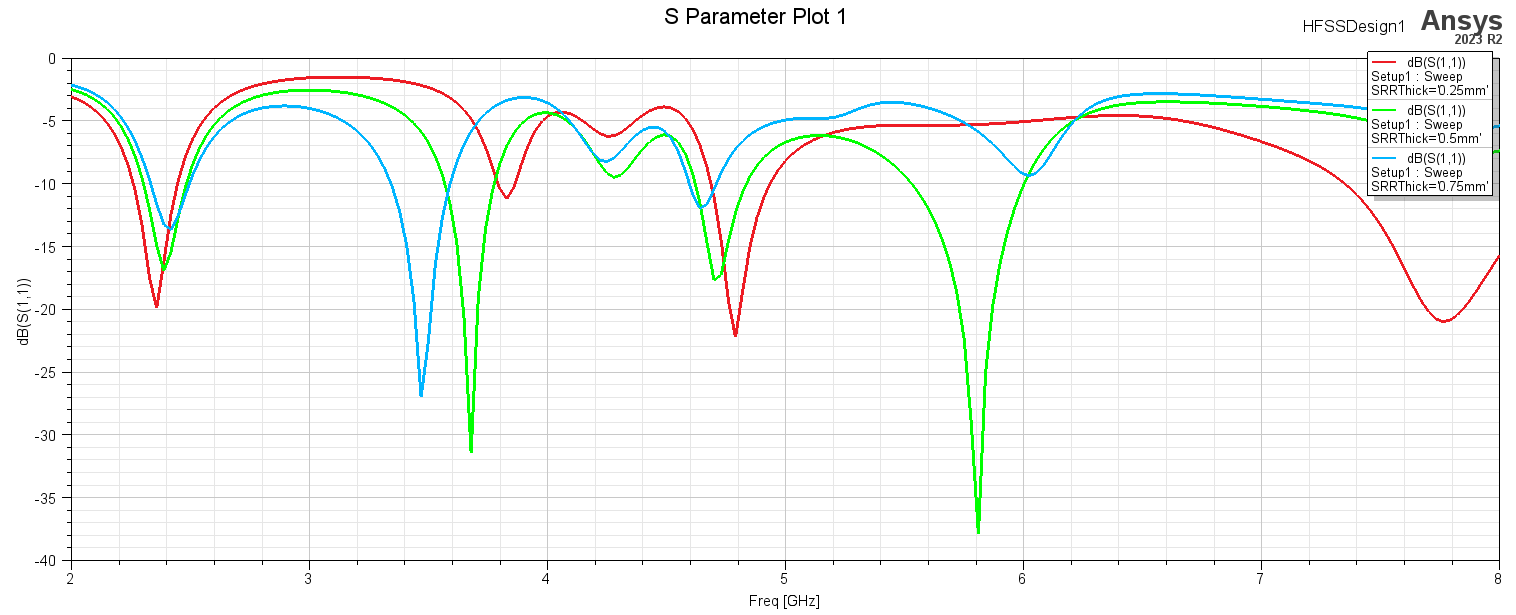 S Parameter Plot 1
HFSSDesign1
Ansys
2023 R2
dB(S(1,1))
Setup1 : Sweep
SRRThick='0.25mm'
dB(S(1,1))
Setup1 : Sweep
SRRThick='0.5mm'
dB(S(1,1))
Setup1 : Sweep
SRRThick='0.75mm'
0
-5
-10
-15
-20
-25
-30
-35
-40
dB(S(1,1))
2 3 4 5 6 7 8
Freq [GHz]